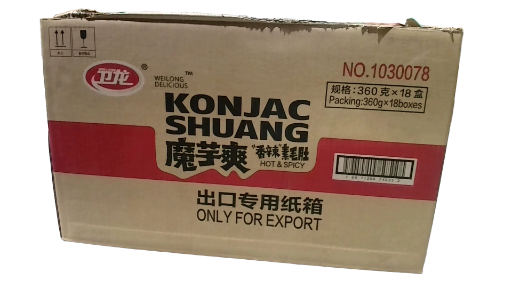 卫龙®
WEILONG™
DELICIOUS
NO.1030078
规格:360克×18盒
Packing:360g×18boxes
KONJAC
SHUANG
魔芋爽
"香辣"素毛肚
HOT & SPICY
出口专用纸箱
ONLY FOR EXPORT